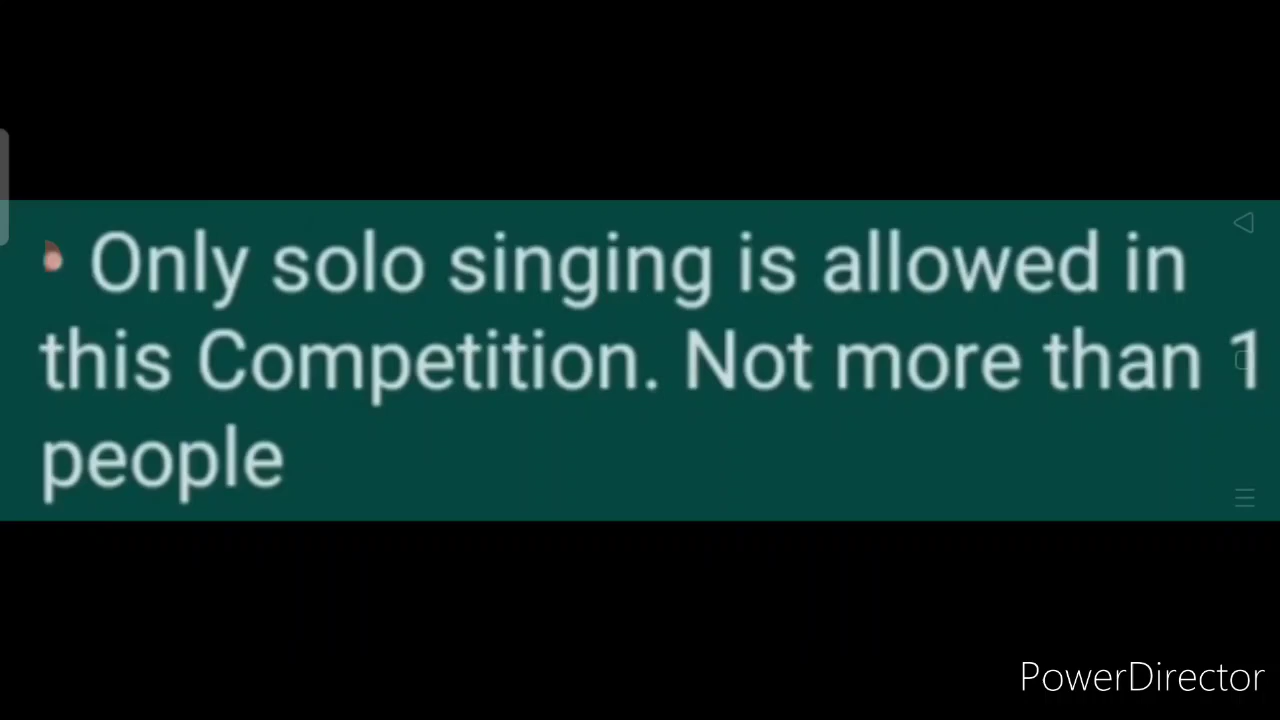 • Only solo singing is allowed in
this Competition. Not more than 1
people
PowerDirector